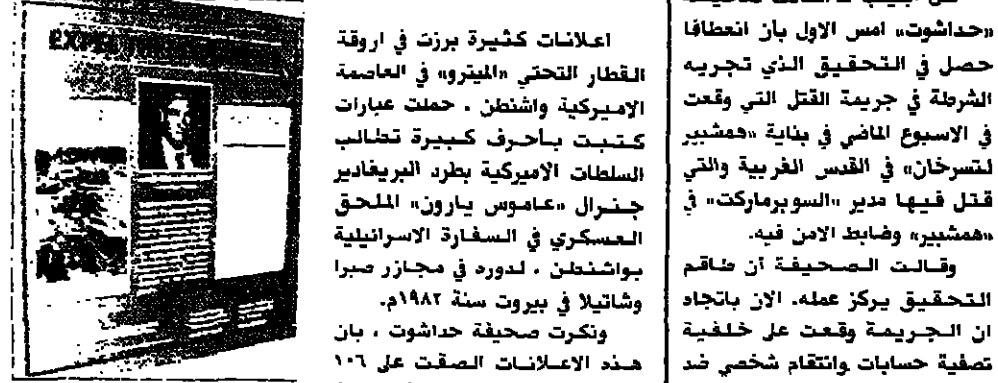 «حداشوت» امس الاول بأن انعطافا
حصل في التحقيق الذي تجريه
الشرطة في جريمة القتل التي وقعت
في الاسبوع الماضي في بناية «همشبير
لتسرخان» في القدس الغربية والتي
قتل فيها مدير «السوبرماركت» في
«همشبير» وضابط الامن فيه.
وقالت الصحيفة أن طاقم
التحقيق يركز عمله. الان باتجاه
ان الجريمة وقعت على خلفية
تصفية حسابات وانتقام شخصي ضد
اعلانات كثيرة برزت في اروقة
القطار التحتي «الميترو» في العاصمة
الاميركية واشنطن . حملت عبارات
كتبت بأحرف كبيرة تطالب
السلطات الاميركية بطرد البريغادير
جنرال «عاموس يارون» الملحق
العسكري في السفارة الاسرائيلية
بواشنطن ، لدوره في مجازر صبرا
وشاتيلا في بيروت سنة ١٩٨٢م.
وذكرت صحيفة حداشوت ، بان
هذه الاعلانات الصقت على ١٠٦